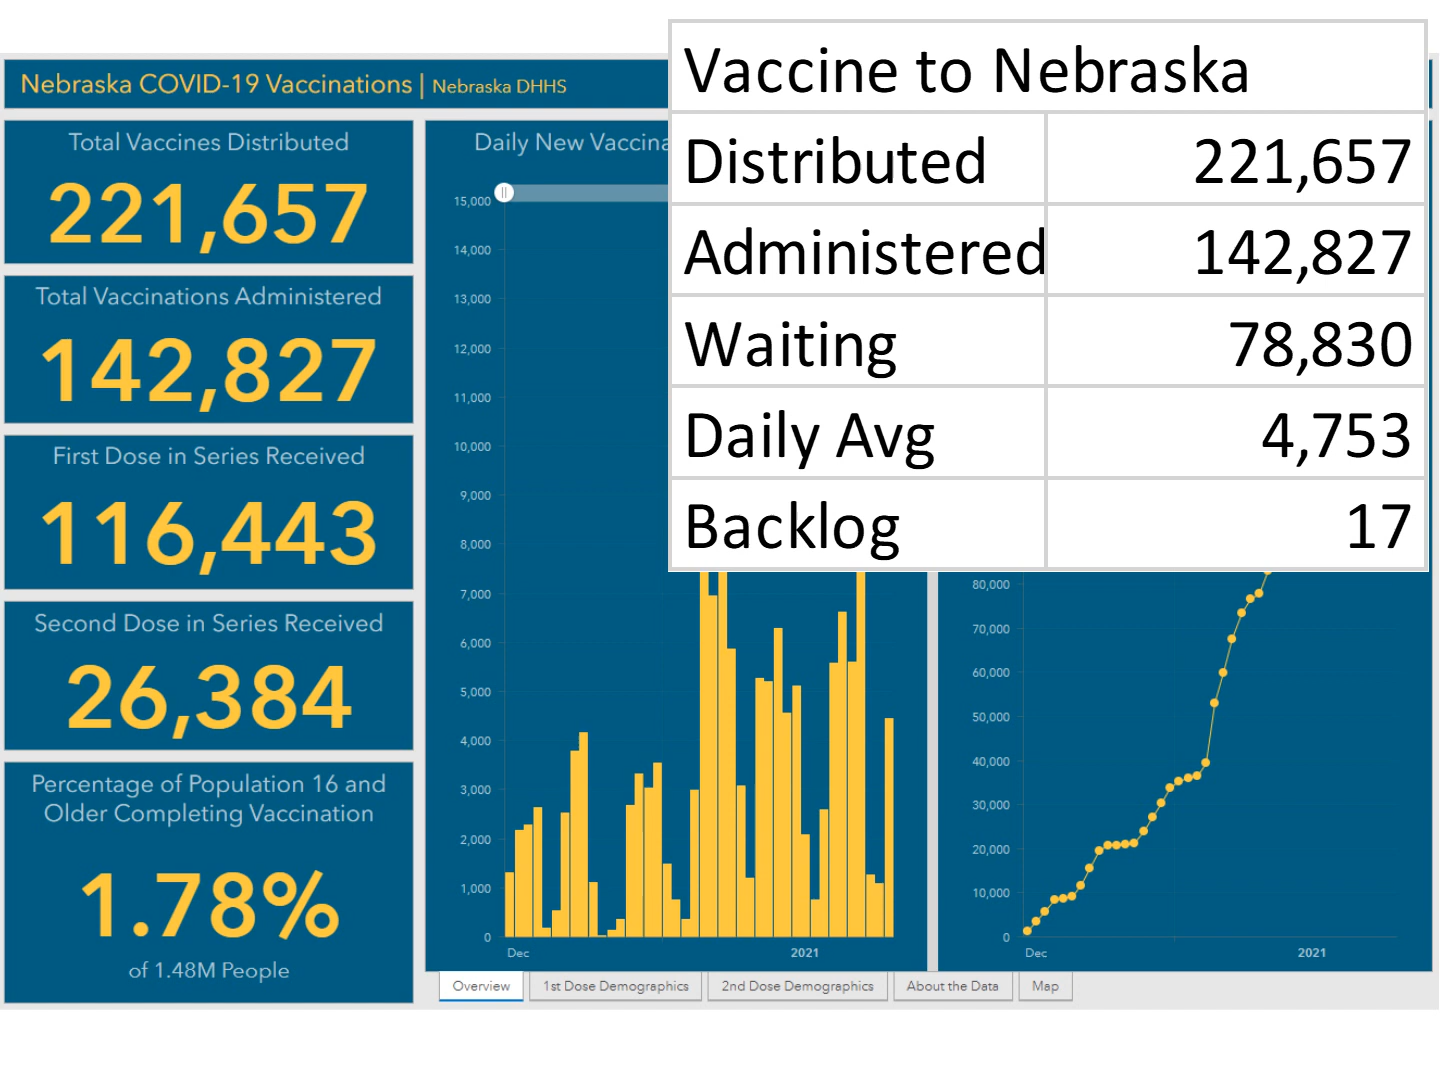 Nebraska COVID-19 Vaccinations | Nebraska DHHS
Total Vaccines Distributed
221,657
Total Vaccinations Administered
142,827
First Dose in Series Received
116,443
Second Dose in Series Received
26,384
Percentage of Population 16 and
Older Completing Vaccination
1.78%
of 1.48M People
Daily New
15,000
14,000
13,000
12,000
11,000
10,000
9,000
8,000
7,000
6,000
5,000
4,000
3,000
2,000
1,000
0
Dec
2021
Vaccine to Nebraska
Distributed 221,657
Administered 142,827
Waiting 78,830
Daily Avg 4,753
Backlog 17
80,000
70,000
60,000
50,000
40,000
30,000
20,000
10,000
0
Dec
2021
Overview
1st Dose Demographics
2nd Dose Demographics
About the Data
Map